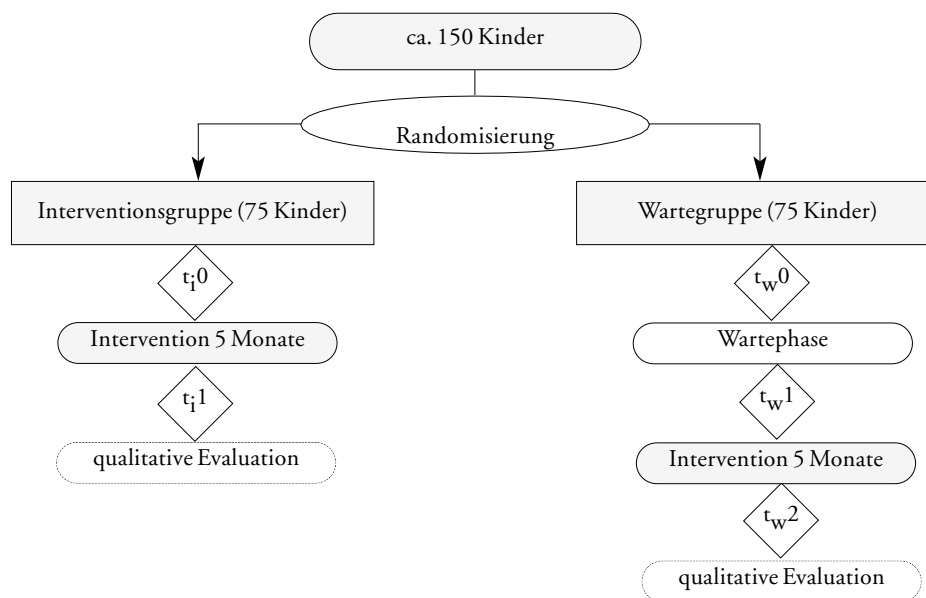 ca. 150 Kinder
Randomisierung
Interventionsgruppe (75 Kinder)
Wartegruppe (75 Kinder)
ti0
tw0
Intervention 5 Monate
Wartephase
ti1
tw1
qualitative Evaluation
Intervention 5 Monate
tw2
qualitative Evaluation